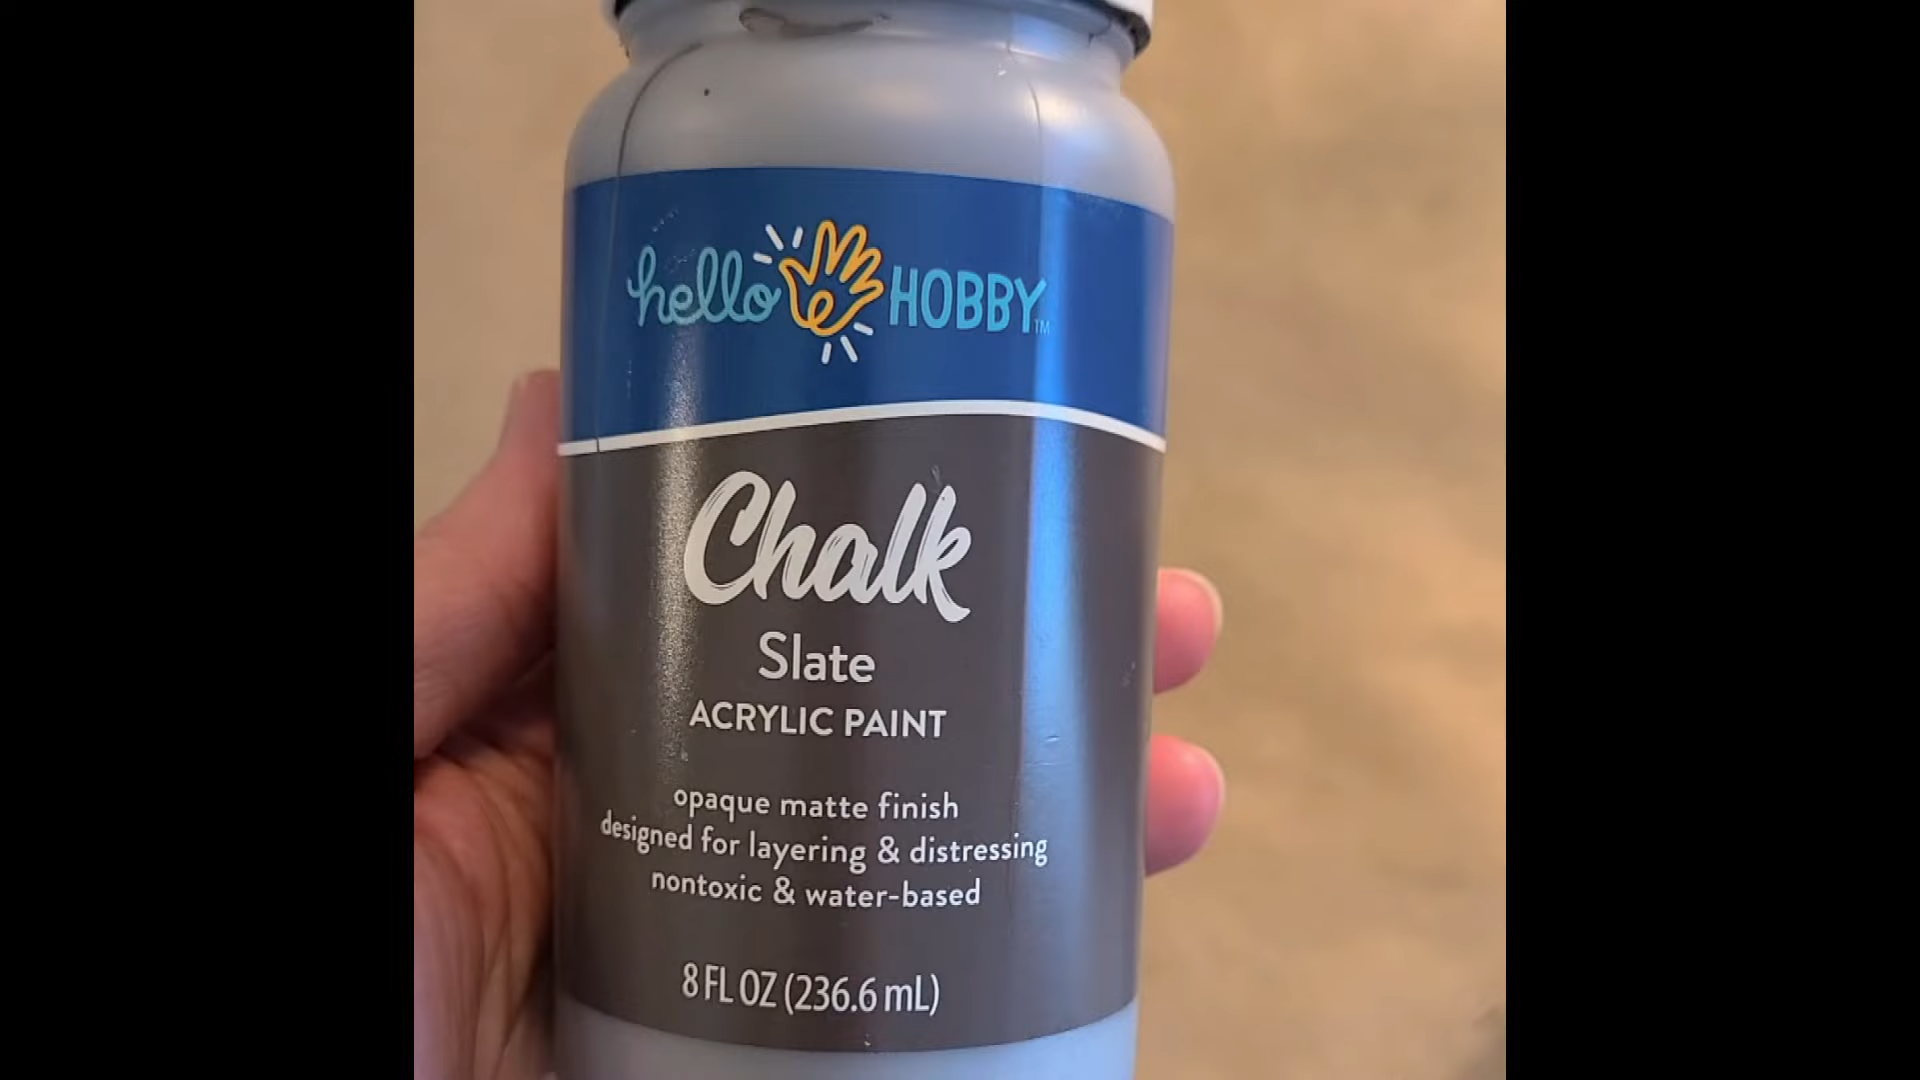 hello HOBBY™
Chalk
Slate
ACRYLIC PAINT
opaque matte finish
designed for layering & distressing
nontoxic & water-based
8 FL OZ (236.6 mL)